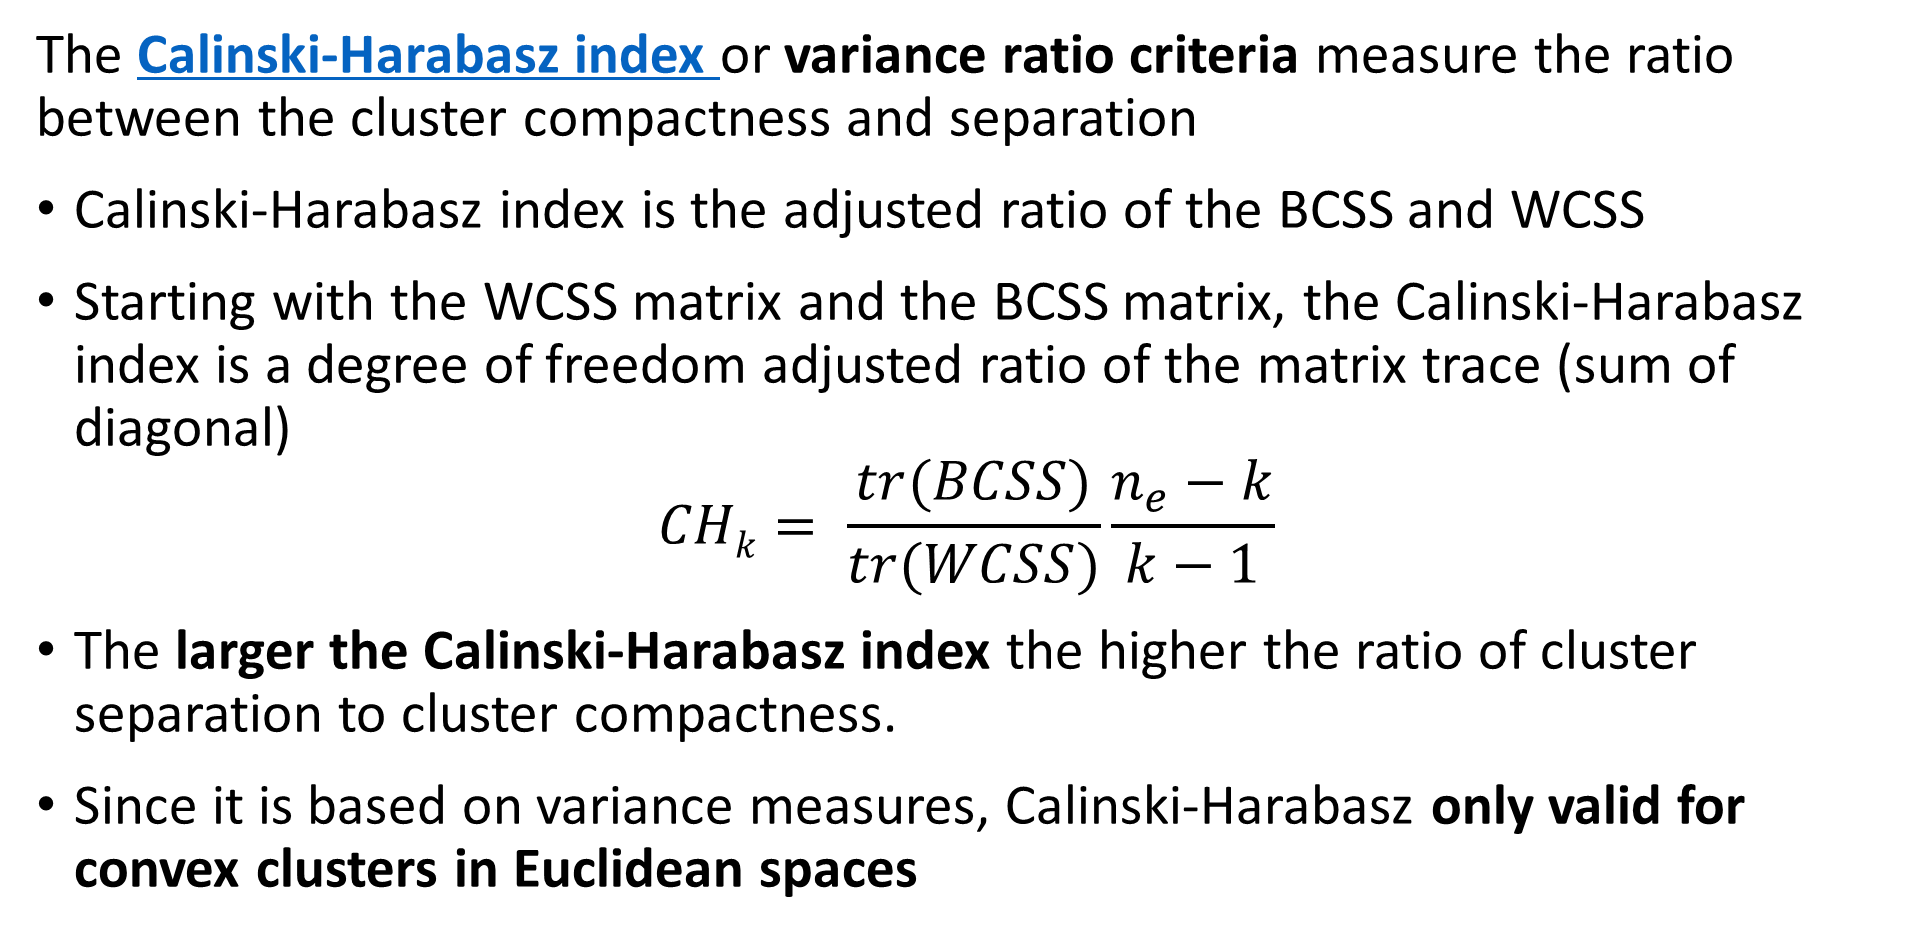 The Calinski-Harabasz index or variance ratio criteria measure the ratio
between the cluster compactness and separation
• Calinski-Harabasz index is the adjusted ratio of the BCSS and WCSS
• Starting with the WCSS matrix and the BCSS matrix, the Calinski-Harabasz
index is a degree of freedom adjusted ratio of the matrix trace (sum of
diagonal)
CH_k = \frac{tr(BCSS)}{tr(WCSS)} \frac{n_e - k}{k - 1}
• The larger the Calinski-Harabasz index the higher the ratio of cluster
separation to cluster compactness.
• Since it is based on variance measures, Calinski-Harabasz only valid for
convex clusters in Euclidean spaces